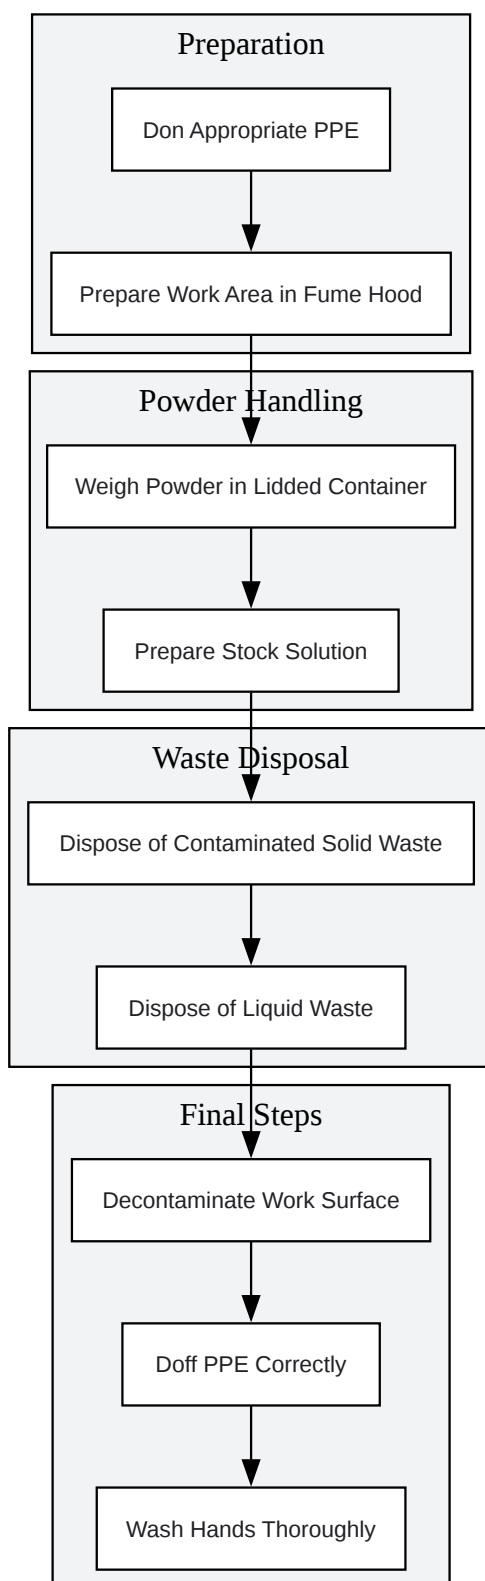 Preparation
Don Appropriate PPE
Prepare Work Area in Fume Hood
Powder Handling
Weigh Powder in Lidded Container
Prepare Stock Solution
Waste Disposal
Dispose of Contaminated Solid Waste
Dispose of Liquid Waste
Final Steps
Decontaminate Work Surface
Doff PPE Correctly
Wash Hands Thoroughly